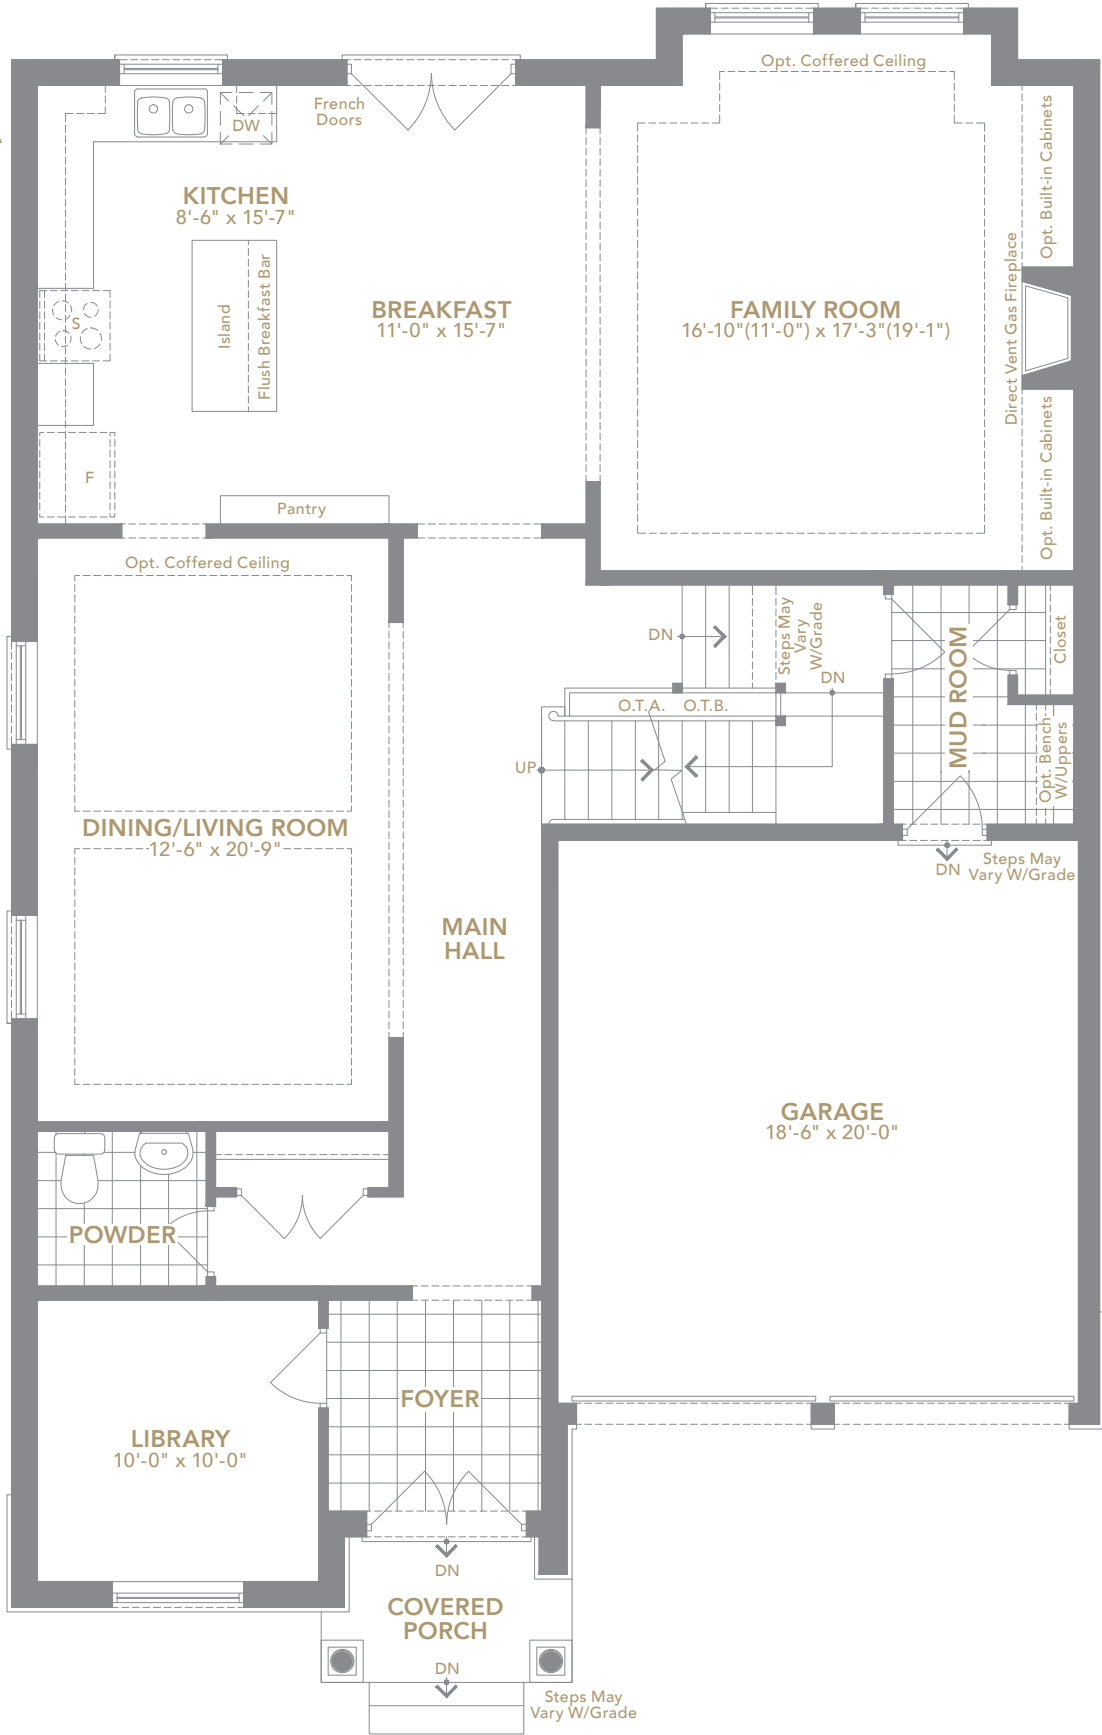 Opt. Coffered Ceiling
French
Doors
DW
Opt. Built-in Cabinets
KITCHEN
8'-6" x 15'-7"
Island
Flush Breakfast Bar
S
BREAKFAST
11'-0" x 15'-7"
FAMILY ROOM
16'-10"(11'-0") x 17'-3"(19'-1")
Direct Vent Gas Fireplace
Opt. Built-in Cabinets
F
Pantry
Opt. Coffered Ceiling
DN
Steps May
Vary
W/Grade
DN
MUD ROOM
Closet
O.T.A.
O.T.B.
UP
Opt. Bench
W/Uppers
DINING/LIVING ROOM
12'-6" x 20'-9"
DN
Steps May
Vary W/Grade
MAIN
HALL
GARAGE
18'-6" x 20'-0"
POWDER
FOYER
LIBRARY
10'-0" x 10'-0"
DN
COVERED
PORCH
DN
Steps May
Vary W/Grade